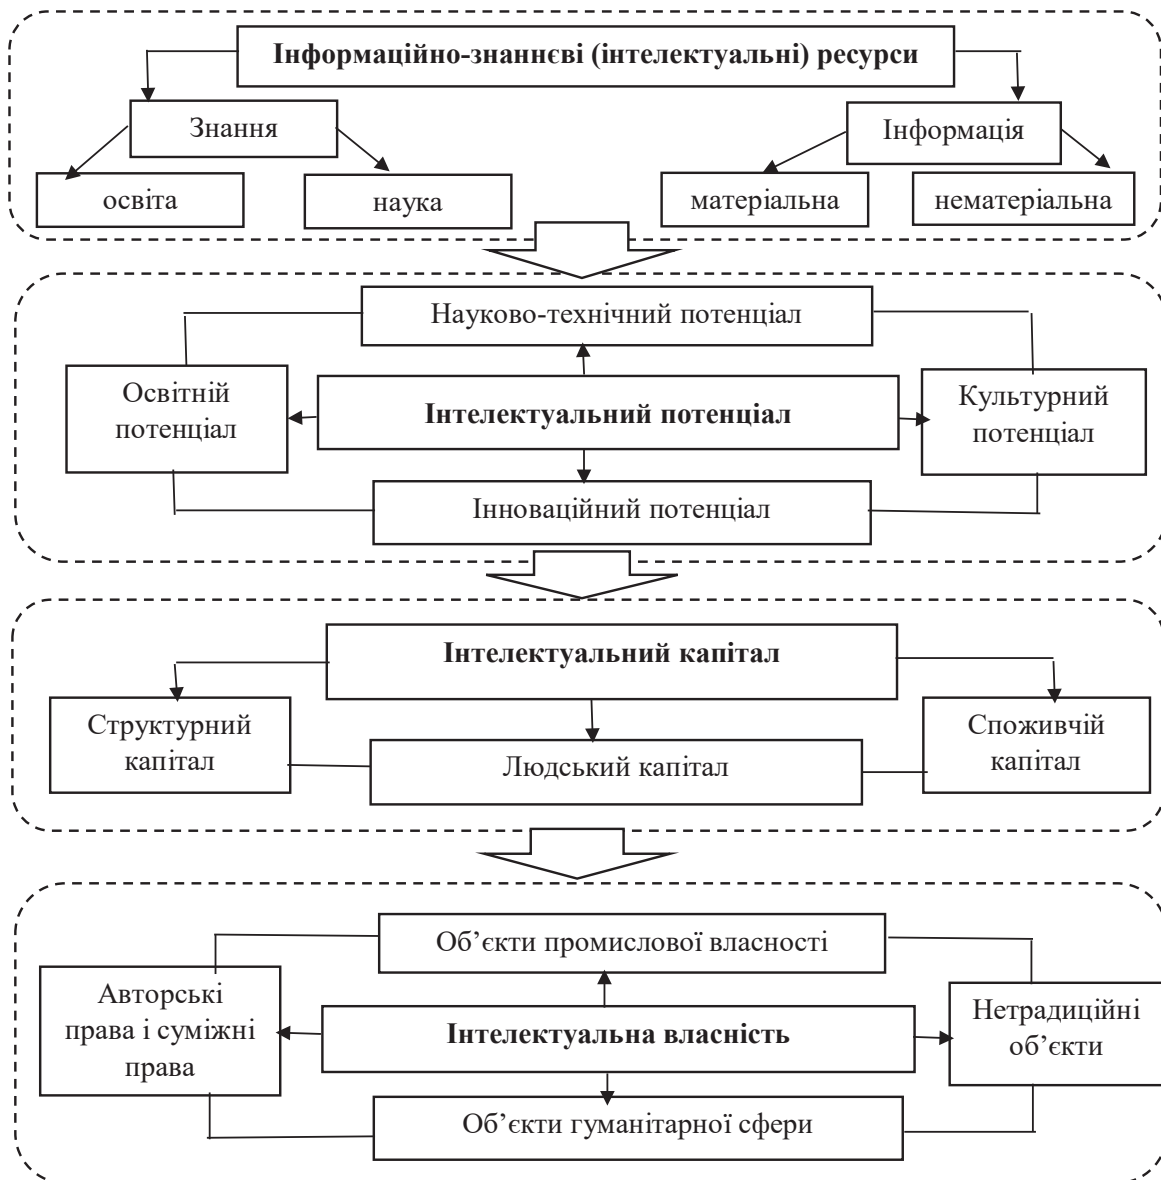 Інформаційно-знаннєві (інтелектуальні) ресурси
Знання
Інформація
освіта
наука
матеріальна
нематеріальна
Науково-технічний потенціал
Освітній
потенціал
Інтелектуальний потенціал
Культурний
потенціал
Інноваційний потенціал
Інтелектуальний капітал
Структурний
капітал
Людський капітал
Споживчій
капітал
Об’єкти промислової власності
Авторські
права і суміжні
права
Інтелектуальна власність
Нетрадиційні
об’єкти
Об’єкти гуманітарної сфери